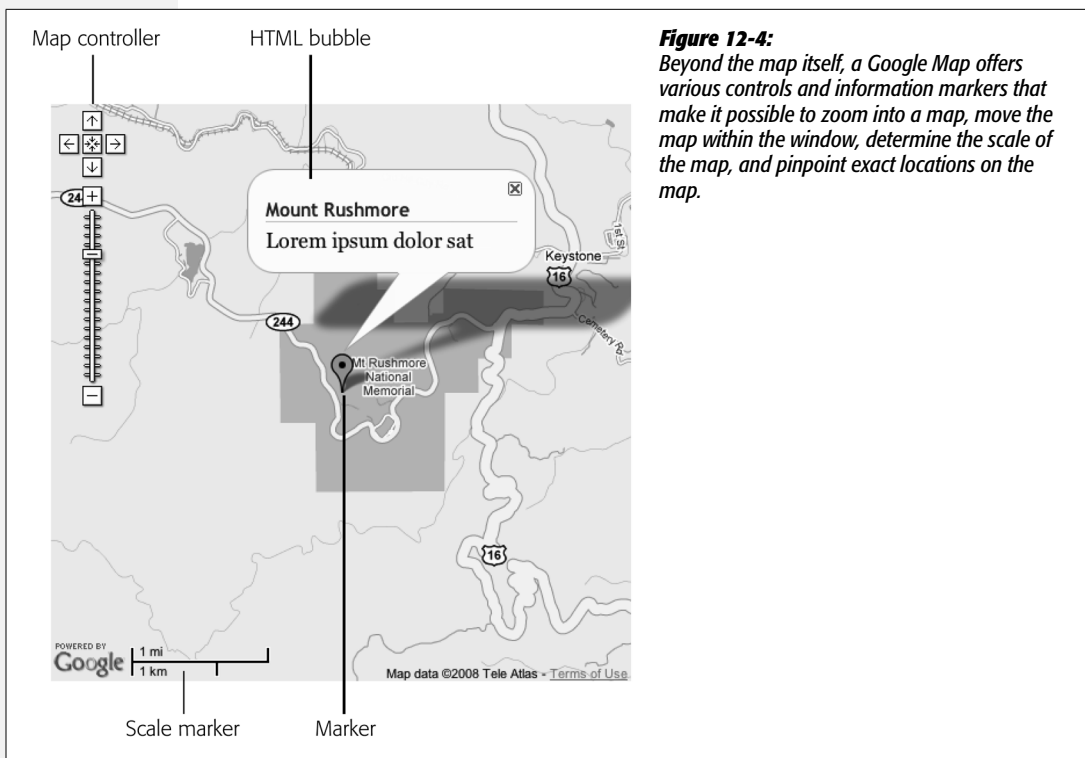 Map controller
HTML bubble
Figure 12-4:
Beyond the map itself, a Google Map offers
various controls and information markers that
make it possible to zoom into a map, move the
map within the window, determine the scale of
the map, and pinpoint exact locations on the
map.
24
Mount Rushmore
Lorem ipsum dolor sat
1st St
Keystone
16
244
Cemetery Rd
Mt Rushmore
National
Memorial
16
POWERED BY
Google
1 mi
1 km
Map data ©2008 Tele Atlas - Terms of Use
Scale marker
Marker